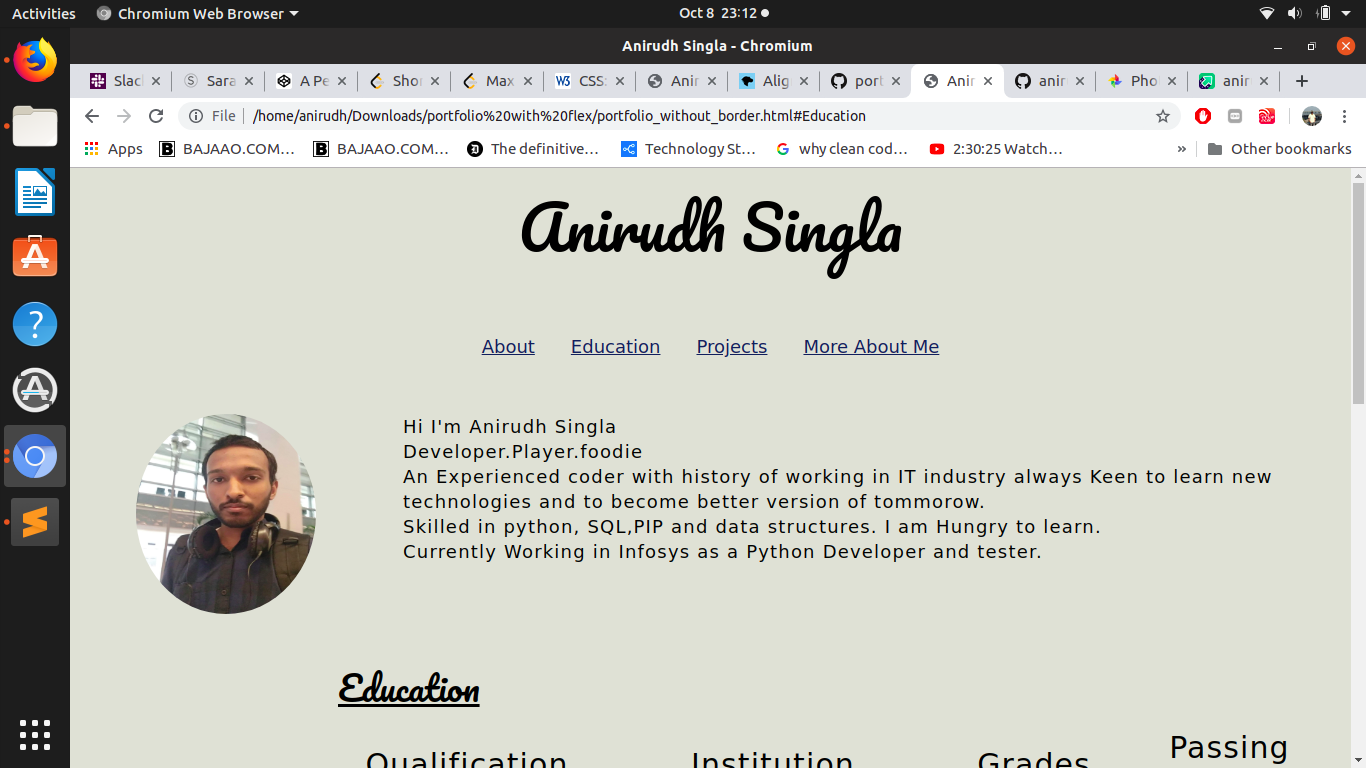 Activities Chromium Web Browser Oct 8 23:12
Anirudh Singla - Chromium
Slac Sara A Pe Shor Max W3 CSS: Anir Alig port Anir anir Pho anir
File /home/anirudh/Downloads/portfolio%20with%20flex/portfolio_without_border.html#Education
Apps BAJAAO.COM… BAJAAO.COM… The definitive… Technology St… why clean cod… 2:30:25 Watch… » Other bookmarks
Anirudh Singla
About Education Projects More About Me
Hi I'm Anirudh Singla
Developer.Player.foodie
An Experienced coder with history of working in IT industry always Keen to learn new
technologies and to become better version of tommorow.
Skilled in python, SQL,PIP and data structures. I am Hungry to learn.
Currently Working in Infosys as a Python Developer and tester.
Education
Qualification Institution Grades Passing